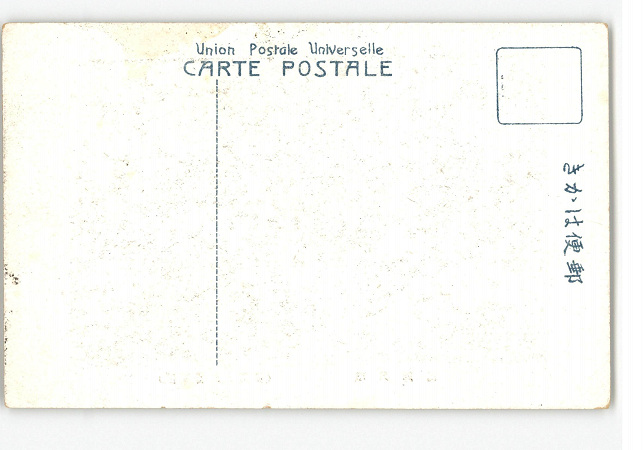 Union Postale Universelle
CARTE POSTALE
郵便はがき